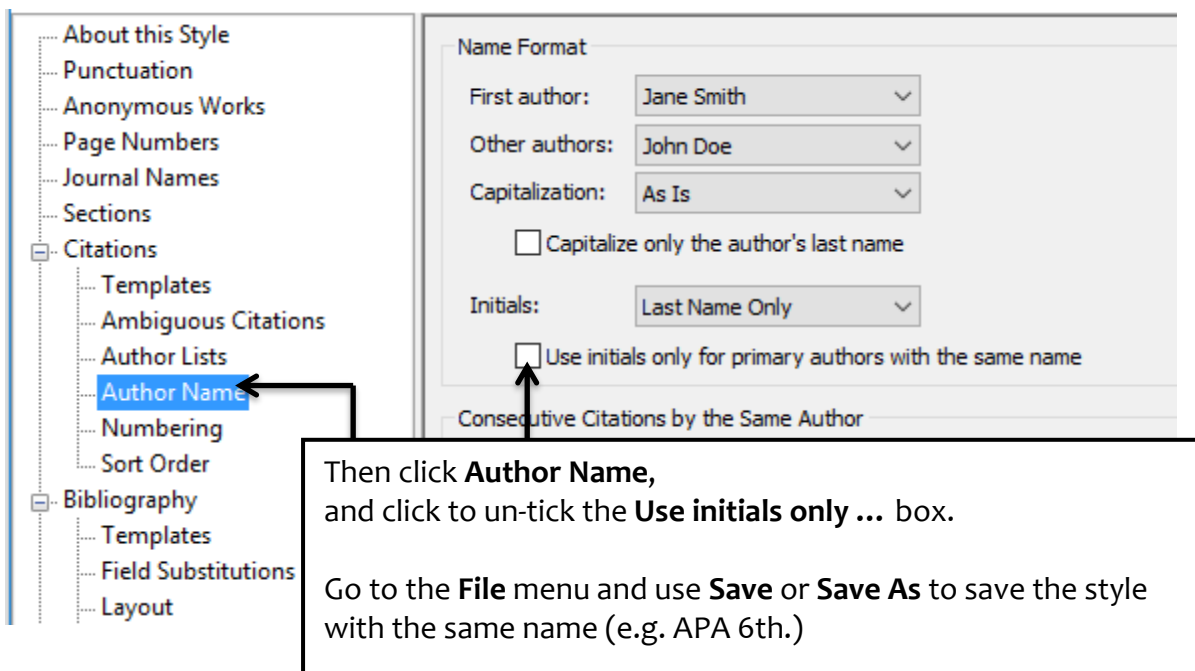 About this Style
Punctuation
Anonymous Works
Page Numbers
Journal Names
Sections
Citations
Templates
Ambiguous Citations
Author Lists
Author Name
Numbering
Sort Order
Bibliography
Templates
Field Substitutions
Layout
Name Format
First author: Jane Smith
Other authors: John Doe
Capitalization: As Is
Capitalize only the author's last name
Initials: Last Name Only
Use initials only for primary authors with the same name
Consecutive Citations by the Same Author
Then click Author Name,
and click to un-tick the Use initials only ... box.
Go to the File menu and use Save or Save As to save the style
with the same name (e.g. APA 6th.)